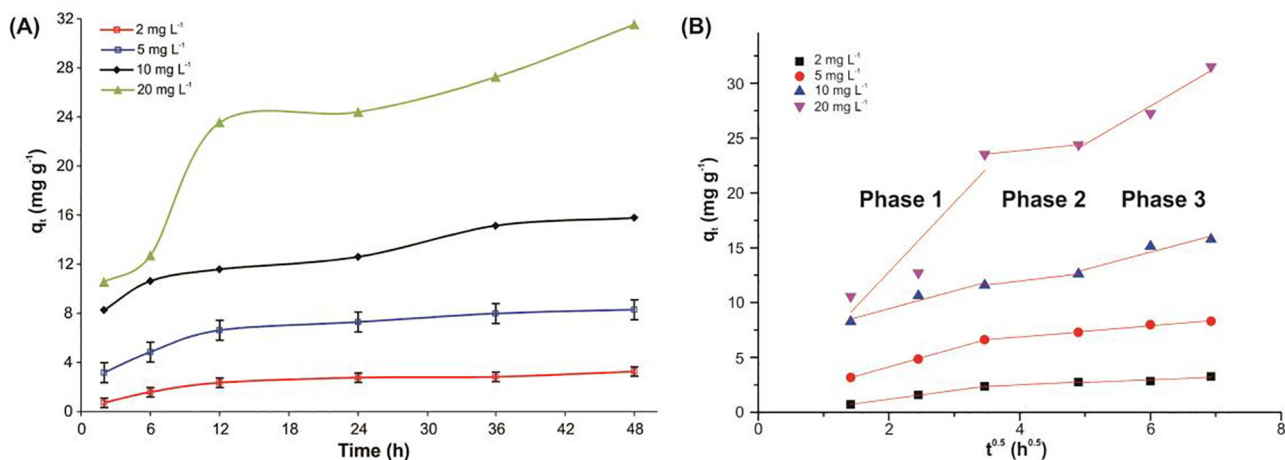 (A)
2 mg L⁻¹
5 mg L⁻¹
10 mg L⁻¹
20 mg L⁻¹
32
28
24
20
16
12
8
4
0
qₜ (mg g⁻¹)
0
6
12
18
24
30
36
42
48
Time (h)
(B)
2 mg L⁻¹
5 mg L⁻¹
10 mg L⁻¹
20 mg L⁻¹
30
25
20
15
10
5
0
qₜ (mg g⁻¹)
Phase 1
Phase 2
Phase 3
0
2
4
6
8
t⁰·⁵ (h⁰·⁵)